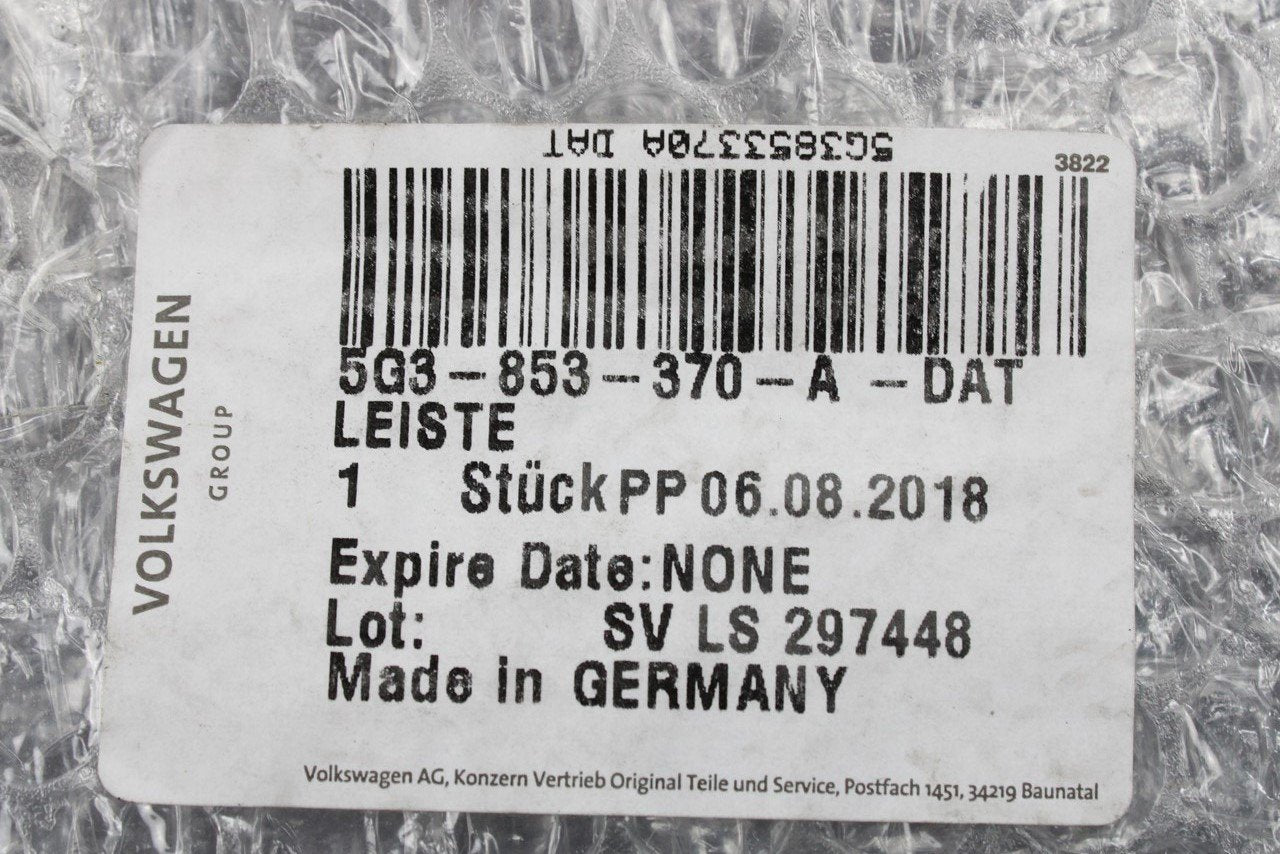 5G3853370A DAT
3822
5G3-853-370-A -DAT
LEISTE
1 Stück PP 06.08.2018
Expire Date:NONE
Lot: SV LS 297448
Made in GERMANY
VOLKSWAGEN
GROUP
Volkswagen AG, Konzern Vertrieb Original Teile und Service, Postfach 1451, 34219 Baunatal